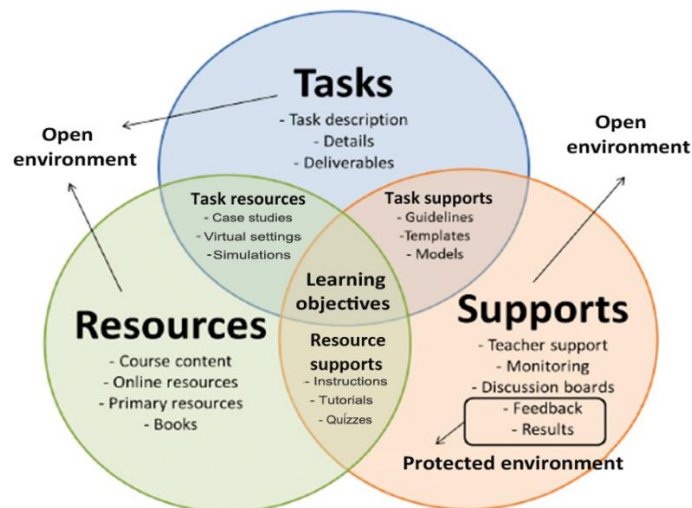 Tasks
- Task description
- Details
- Deliverables
Open
environment
Open
environment
Task resources
- Case studies
- Virtual settings
- Simulations
Task supports
- Guidelines
-Templates
- Models
Learning
objectives
Resources
- Course content
- Online resources
- Primary resources
- Books
Resource
supports
- Instructions
- Tutorials
- Quizzes
Supports
- Teacher support
- Monitoring
- Discussion boards
- Feedback
- Results
Protected environment